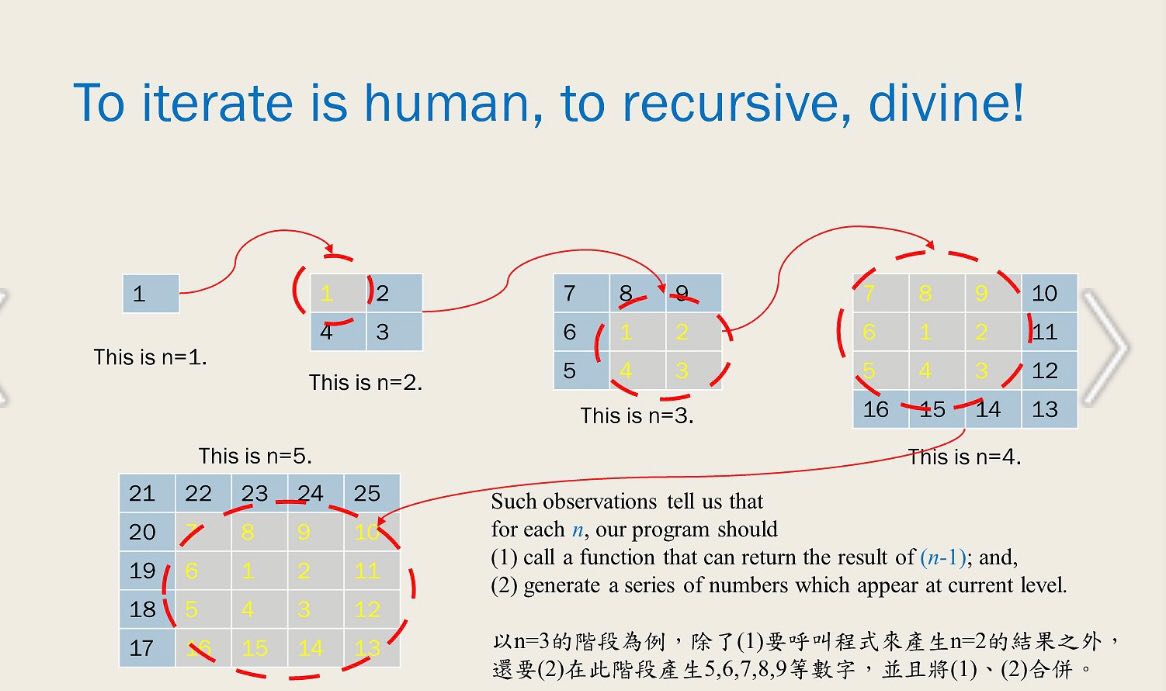 To iterate is human, to recursive, divine!
1
This is n=1.
1 2
4 3
This is n=2.
7 8 9
6 1 2
5 4 3
This is n=3.
7 8 9 10
6 1 2 11
5 4 3 12
16 15 14 13
This is n=4.
This is n=5.
21 22 23 24 25
20 7 8 9 10
19 6 1 2 11
18 5 4 3 12
17 16 15 14 13
Such observations tell us that
for each n, our program should
(1) call a function that can return the result of (n-1); and,
(2) generate a series of numbers which appear at current level.
以n=3的階段為例，除了(1)要呼叫程式來產生n=2的結果之外，
還要(2)在此階段產生5,6,7,8,9等數字，並且將(1)、(2)合併。